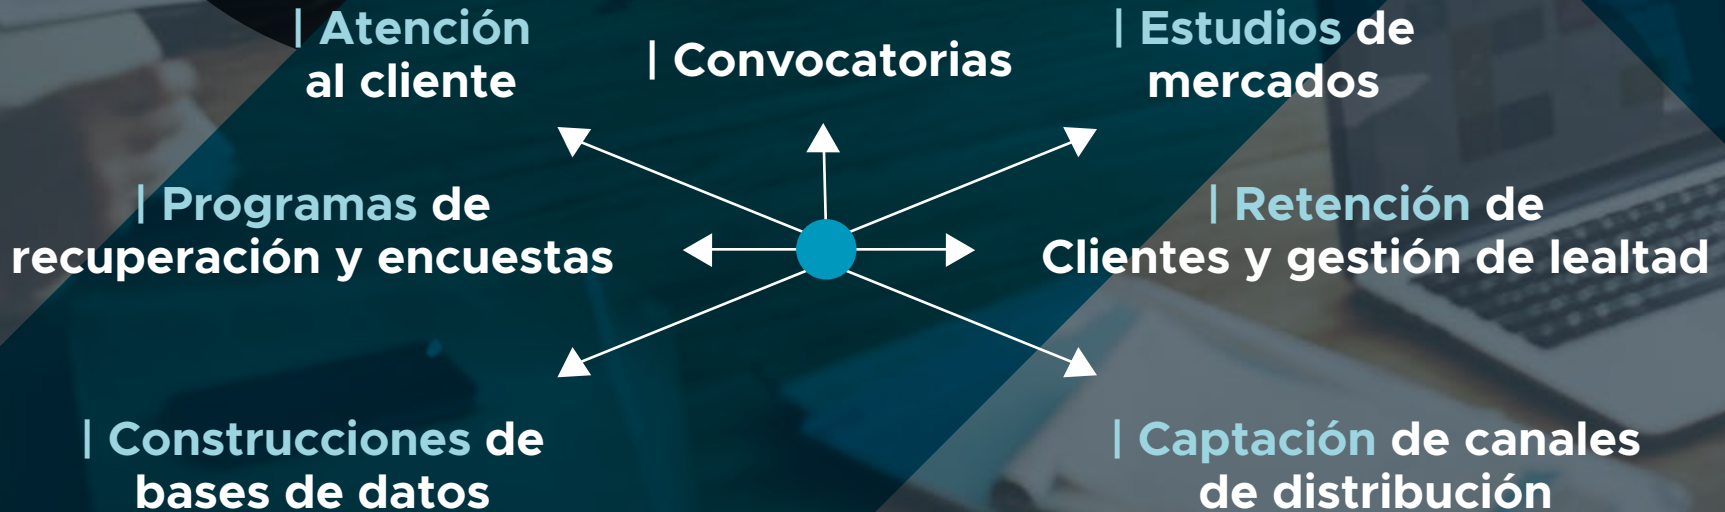 | Atención
al cliente
| Convocatorias
| Estudios de
mercados
| Programas de
recuperación y encuestas
| Retención de
Clientes y gestión de lealtad
| Construcciones de
bases de datos
| Captación de canales
de distribución